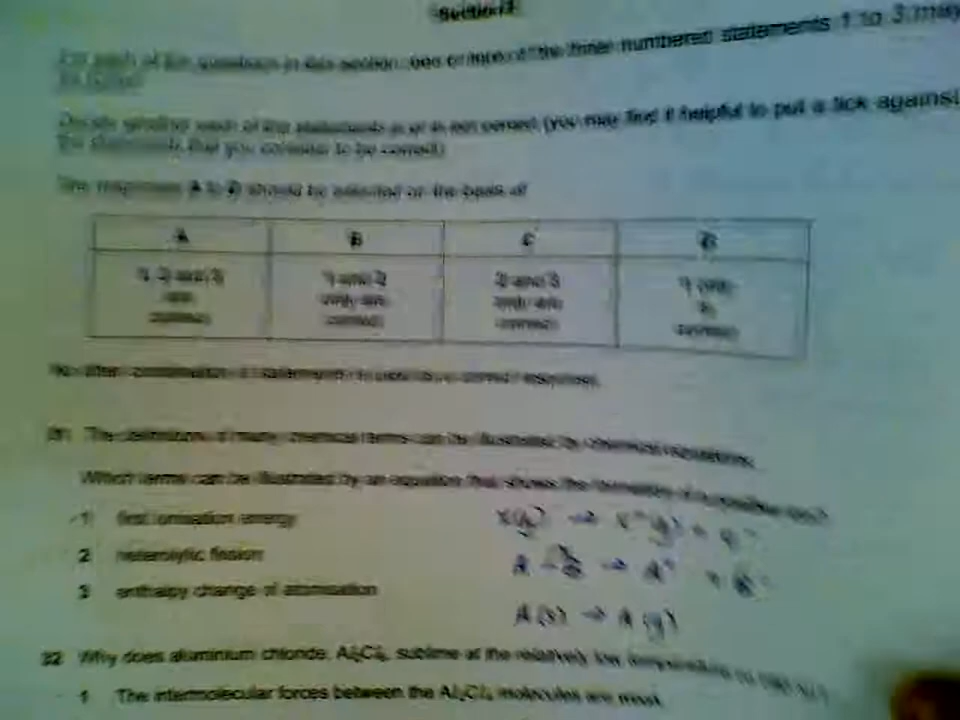 Section B
For each of the questions in this section, one or more of the three numbered statements 1 to 3 may
be correct.
Decide whether each of the statements is or is not correct (you may find it helpful to put a tick against
the statements that you consider to be correct).
The responses A to D should be selected on the basis of
A B C D
1, 2 and 3 are correct
1 and 2 only are correct
2 and 3 only are correct
1 only is correct
No other combination of statements is used as a correct response.
31 The definitions of many chemical terms can be illustrated by chemical equations.
Which terms can be illustrated by an equation that shows the formation of a positive ion?
1 first ionisation energy
X(g) → X⁺(g) + e⁻
2 heterolytic fission
A → A⁺
3 enthalpy change of atomisation
A(s) → A(g)
32 Why does aluminium chloride, Al₂Cl₆, sublime at the relatively low temperature
1 The intermolecular forces between the Al₂Cl₆ molecules are weak.